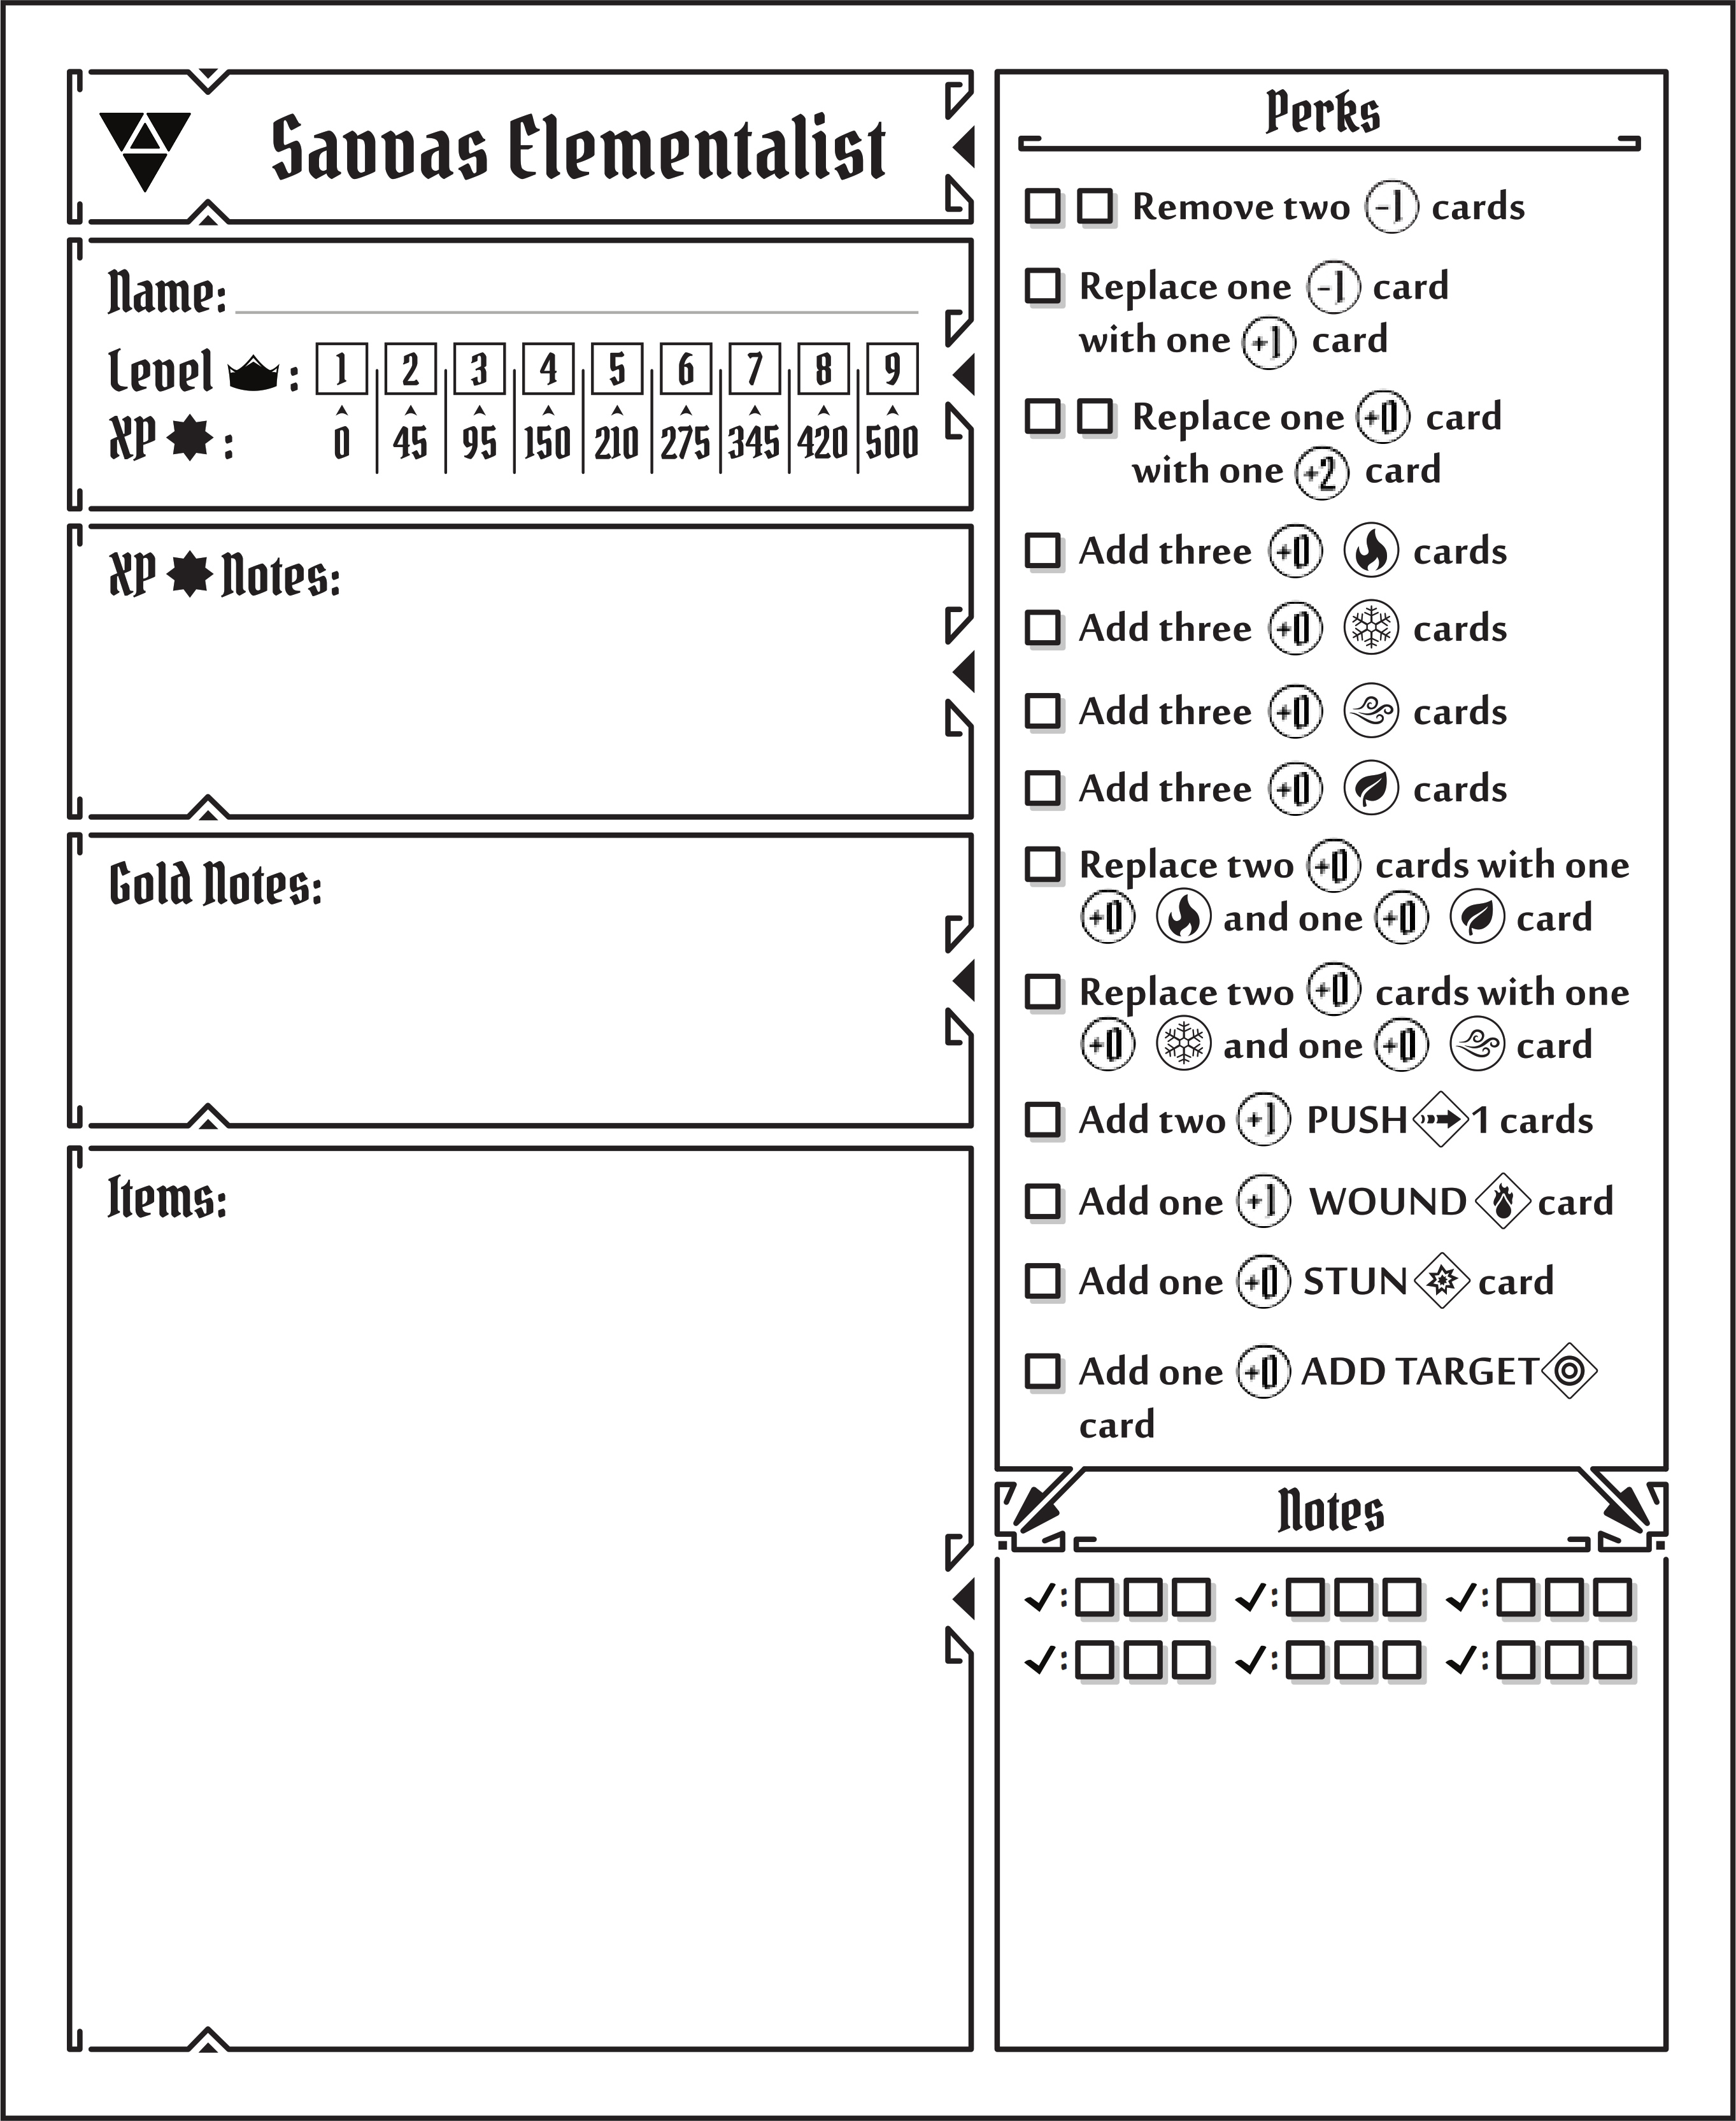 Savvas Elementalist
Name:
Level :
1 2 3 4 5 6 7 8 9
XP :
0 45 95 150 210 275 345 420 500
XP Notes:
Gold Notes:
Items:
Perks
Remove two -1 cards
Replace one -1 card
with one +1 card
Replace one +0 card
with one +2 card
Add three +0 cards
Add three +0 cards
Add three +0 cards
Add three +0 cards
Replace two +0 cards with one
+0 and one +0 card
Replace two +0 cards with one
+0 and one +0 card
Add two +1 PUSH 1 cards
Add one +1 WOUND card
Add one +0 STUN card
Add one +0 ADD TARGET
card
Notes
✓: ✓: ✓:
✓: ✓: ✓: